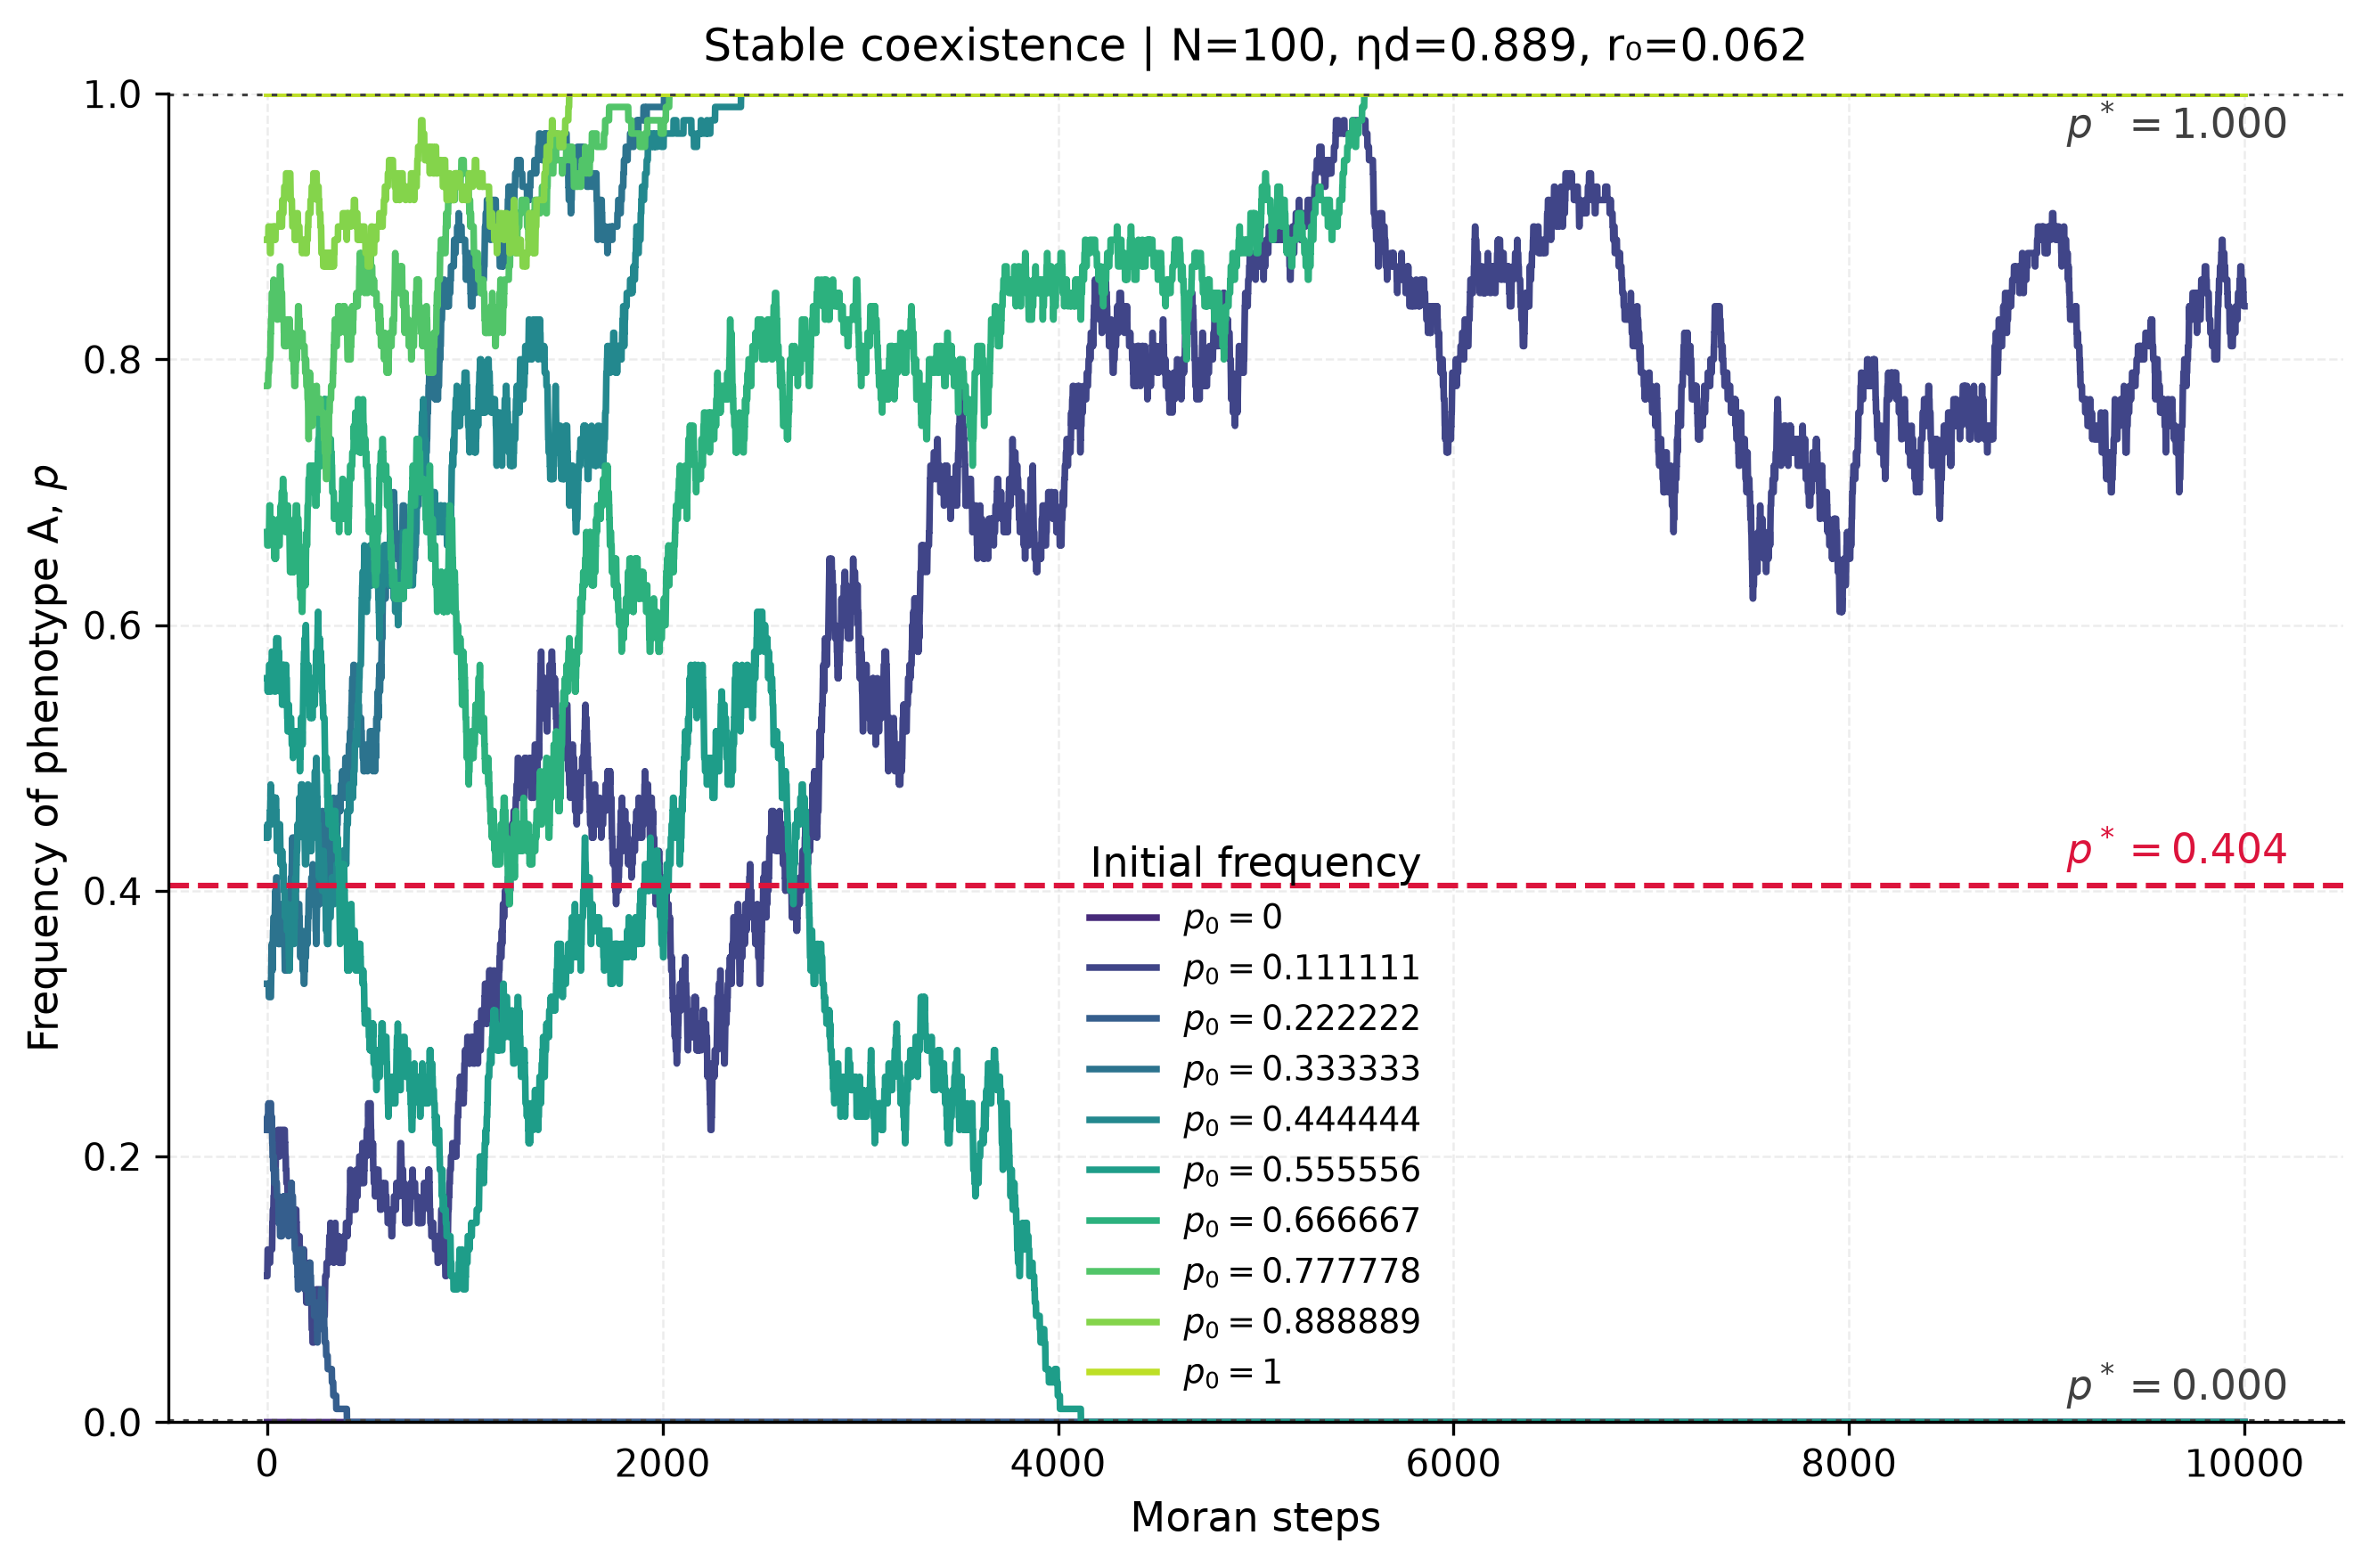 Stable coexistence | N=100, ηd=0.889, r₀=0.062
Frequency of phenotype A, p
1.0
0.8
0.6
0.4
0.2
0.0
p* = 1.000
p* = 0.404
p* = 0.000
Initial frequency
p₀ = 0
p₀ = 0.111111
p₀ = 0.222222
p₀ = 0.333333
p₀ = 0.444444
p₀ = 0.555556
p₀ = 0.666667
p₀ = 0.777778
p₀ = 0.888889
p₀ = 1
0 2000 4000 6000 8000 10000
Moran steps